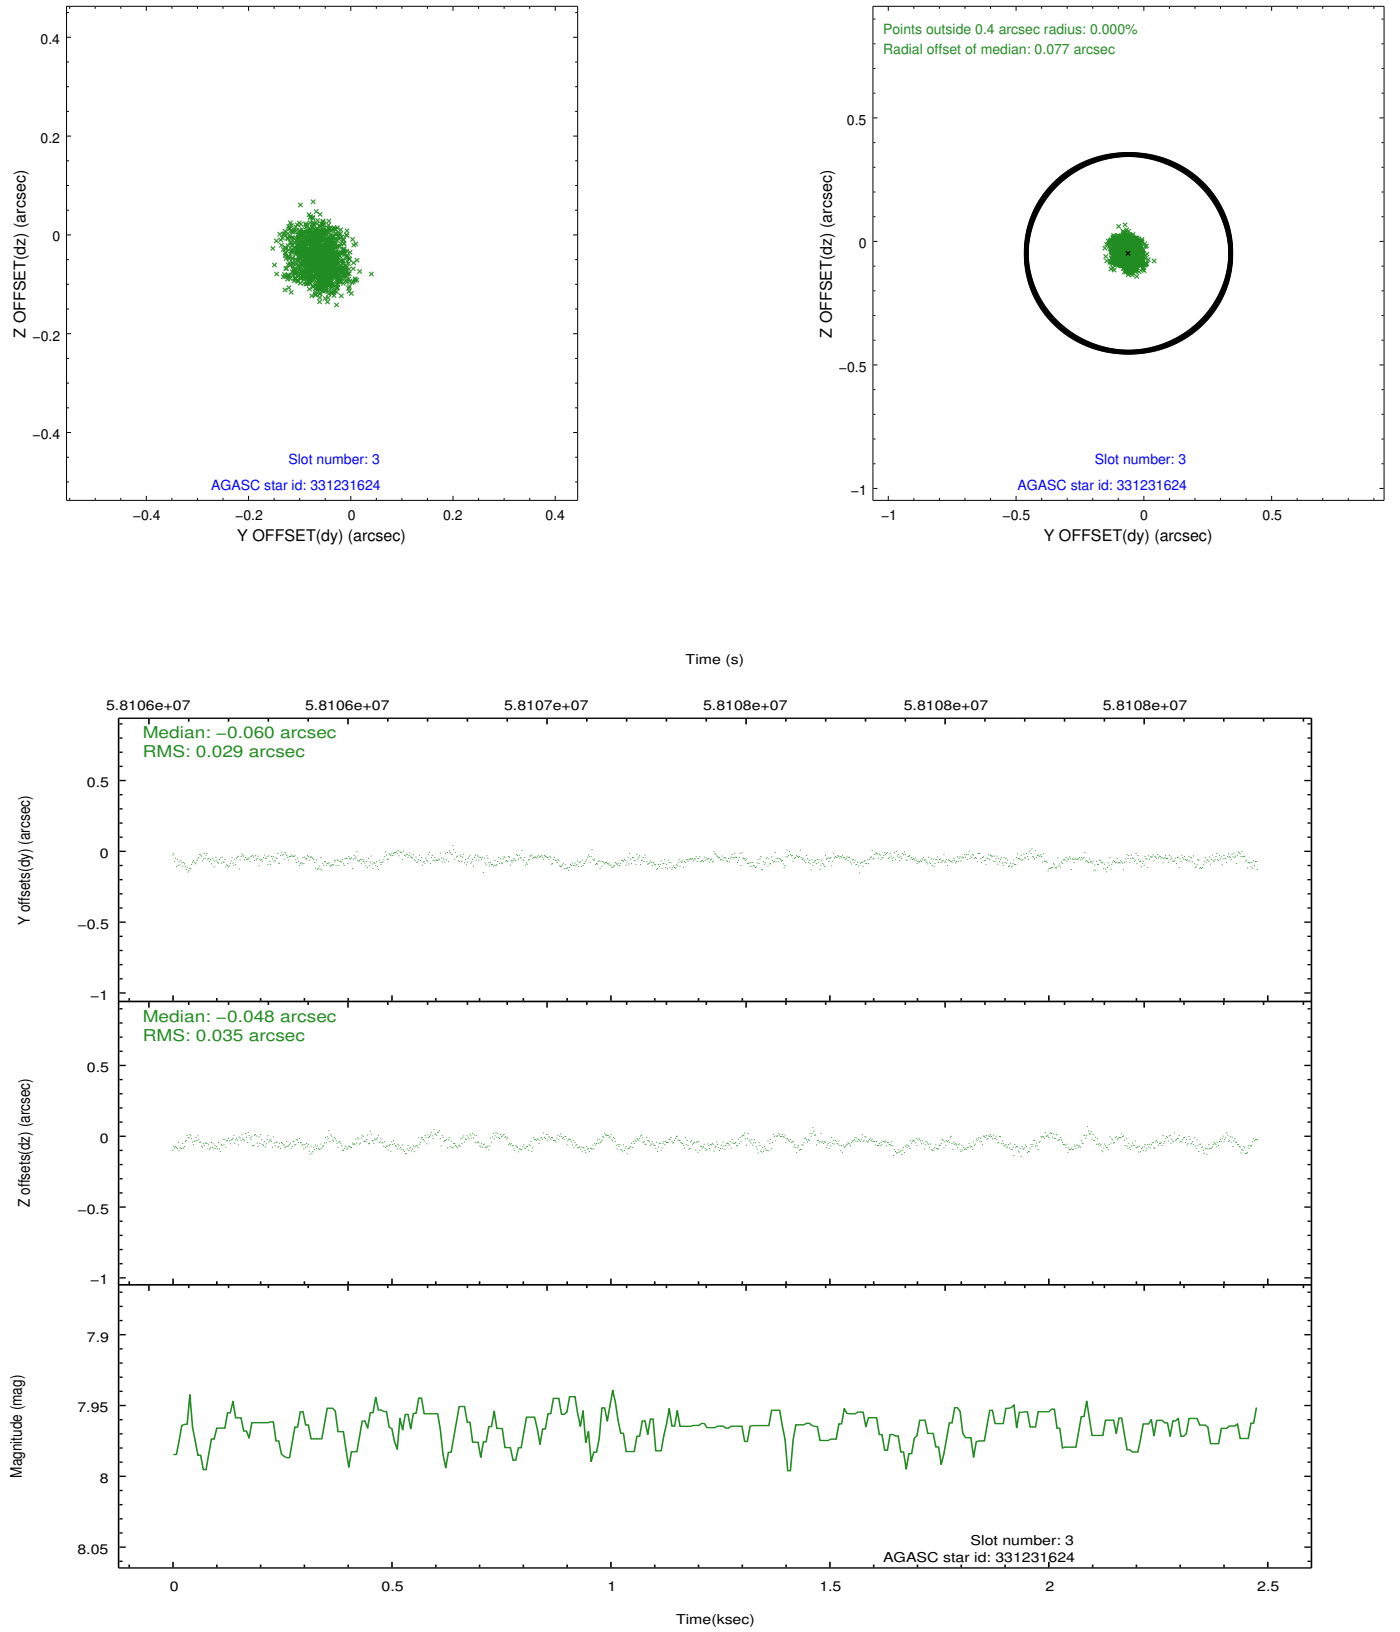 0.4
0.2
0
−0.2
−0.4
Z OFFSET(dz) (arcsec)
Slot number: 3
AGASC star id: 331231624
−0.4 −0.2 0 0.2 0.4
Y OFFSET(dy) (arcsec)
Points outside 0.4 arcsec radius: 0.000%
Radial offset of median: 0.077 arcsec
0.5
0
−0.5
−1
Z OFFSET(dz) (arcsec)
Slot number: 3
AGASC star id: 331231624
−1 −0.5 0 0.5
Y OFFSET(dy) (arcsec)
Time (s)
5.8106e+07 5.8106e+07 5.8107e+07 5.8108e+07 5.8108e+07 5.8108e+07
Median: −0.060 arcsec
RMS: 0.029 arcsec
0.5
0
−0.5
−1
Y offsets(dy) (arcsec)
Median: −0.048 arcsec
RMS: 0.035 arcsec
0.5
0
−0.5
−1
Z offsets(dz) (arcsec)
7.9
7.95
8
8.05
Magnitude (mag)
Slot number: 3
AGASC star id: 331231624
0 0.5 1 1.5 2 2.5
Time(ksec)